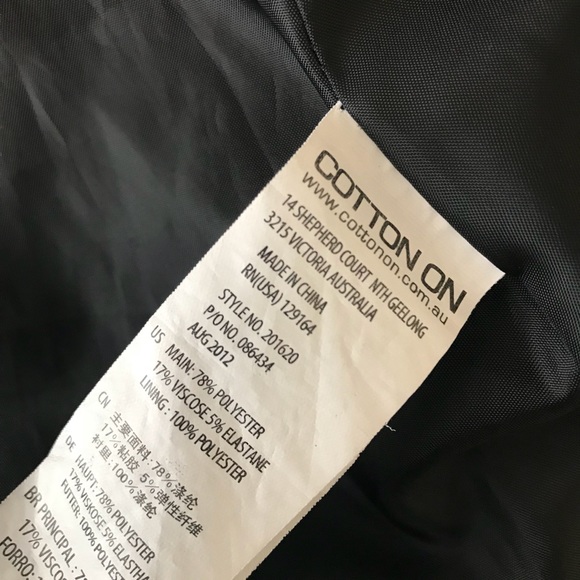 COTTON ON
www.cottonon.com.au
14 SHEPHERD COURT NTH GEELONG
3215 VICTORIA AUSTRALIA
MADE IN CHINA
RN(USA) 129164
STYLE NO. 201620
P/O NO. 086434
AUG 2012
US MAIN: 78% POLYESTER
17% VISCOSE 5% ELASTANE
LINING : 100% POLYESTER
CN 主要面料: 78%涤纶
17%粘胶 5%弹性纤维
衬里: 100%涤纶
DE HAUPT: 78% POLYESTER
17% VISKOSE 5% ELASTHA
FUTTER: 100% POLYESTER
BR PRINCIPAL : 7
17% VISCOS
FORRO: